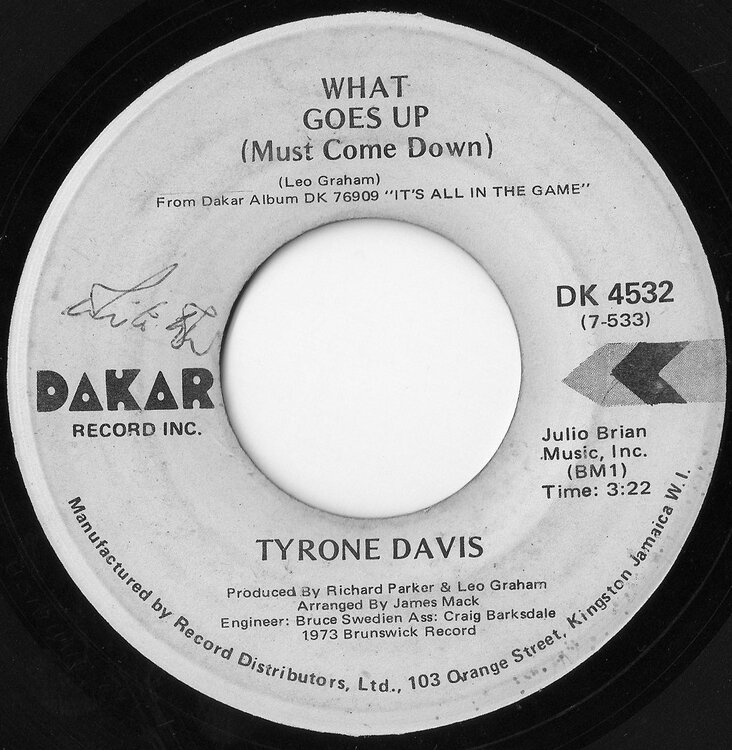 WHAT
GOES UP
(Must Come Down)
(Leo Graham)
From Dakar Album DK 76909 "IT'S ALL IN THE GAME"
DK 4532
(7-533)
DAKAR
RECORD INC.
Julio Brian
Music, Inc.
(BM1)
Time: 3:22
TYRONE DAVIS
Produced By Richard Parker & Leo Graham
Arranged By James Mack
Engineer: Bruce Swedien Ass: Craig Barksdale
1973 Brunswick Record
Manufactured by Record Distributors, Ltd., 103 Orange Street, Kingston Jamaica W.I.